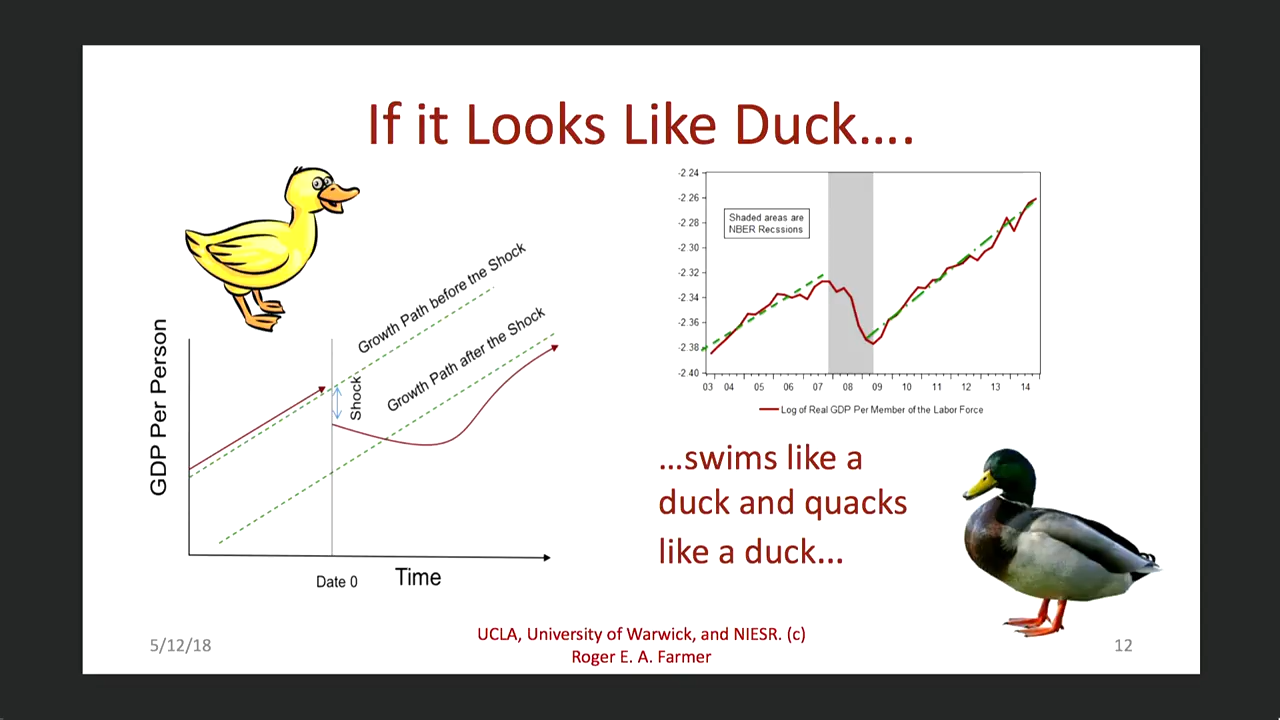 If it Looks Like Duck....
GDP Per Person
Growth Path before the Shock
Growth Path after the Shock
Shock
Date 0
Time
-2.24
-2.26
-2.28
-2.30
-2.32
-2.34
-2.36
-2.38
-2.40
Shaded areas are
NBER Recssions
03 04 05 06 07 08 09 10 11 12 13 14
Log of Real GDP Per Member of the Labor Force
...swims like a
duck and quacks
like a duck...
5/12/18
UCLA, University of Warwick, and NIESR. (c)
Roger E. A. Farmer
12